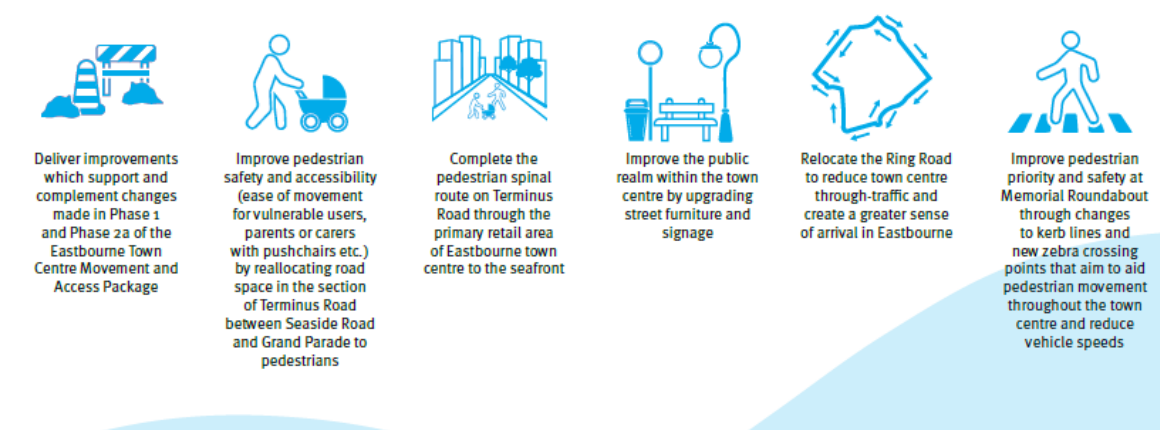 Deliver improvements
which support and
complement changes
made in Phase 1
and Phase 2a of the
Eastbourne Town
Centre Movement and
Access Package
Improve pedestrian
safety and accessibility
(ease of movement
for vulnerable users,
parents or carers
with pushchairs etc.)
by reallocating road
space in the section
of Terminus Road
between Seaside Road
and Grand Parade to
pedestrians
Complete the
pedestrian spinal
route on Terminus
Road through the
primary retail area
of Eastbourne town
centre to the seafront
Improve the public
realm within the town
centre by upgrading
street furniture and
signage
Relocate the Ring Road
to reduce town centre
through-traffic and
create a greater sense
of arrival in Eastbourne
Improve pedestrian
priority and safety at
Memorial Roundabout
through changes
to kerb lines and
new zebra crossing
points that aim to aid
pedestrian movement
throughout the town
centre and reduce
vehicle speeds